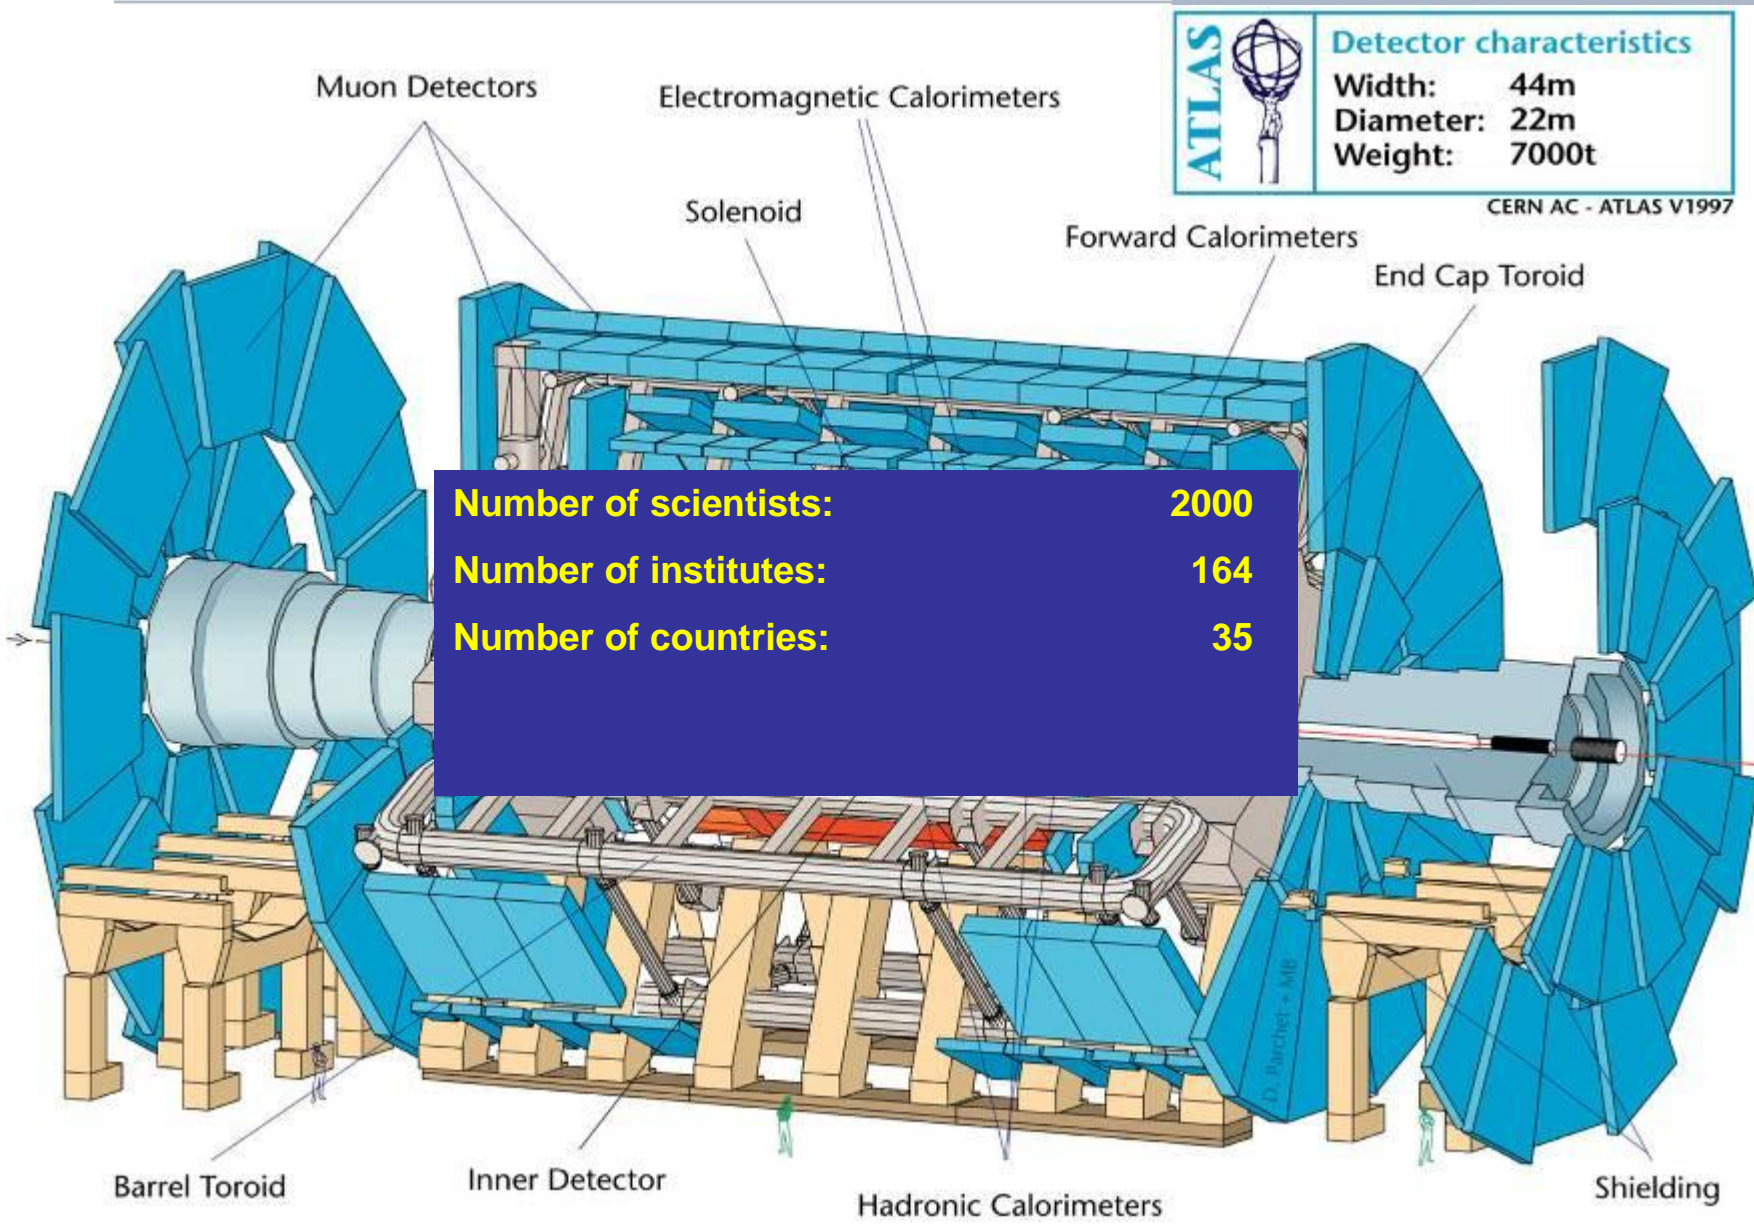 ATLAS
Detector characteristics
Width: 44m
Diameter: 22m
Weight: 7000t
CERN AC - ATLAS V1997
Muon Detectors
Electromagnetic Calorimeters
Solenoid
Forward Calorimeters
End Cap Toroid
Number of scientists: 2000
Number of institutes: 164
Number of countries: 35
D. Parchet + MB
Barrel Toroid
Inner Detector
Hadronic Calorimeters
Shielding